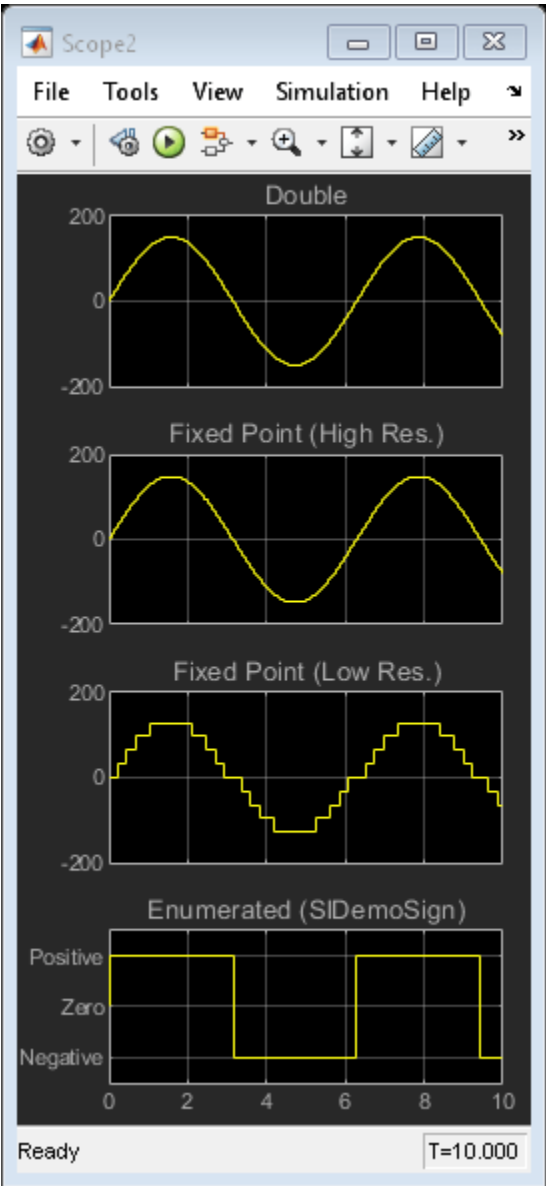 Scope2
File Tools View Simulation Help
Double
200
0
-200
Fixed Point (High Res.)
200
0
-200
Fixed Point (Low Res.)
200
0
-200
Enumerated (SlDemoSign)
Positive
Zero
Negative
0 2 4 6 8 10
Ready T=10.000